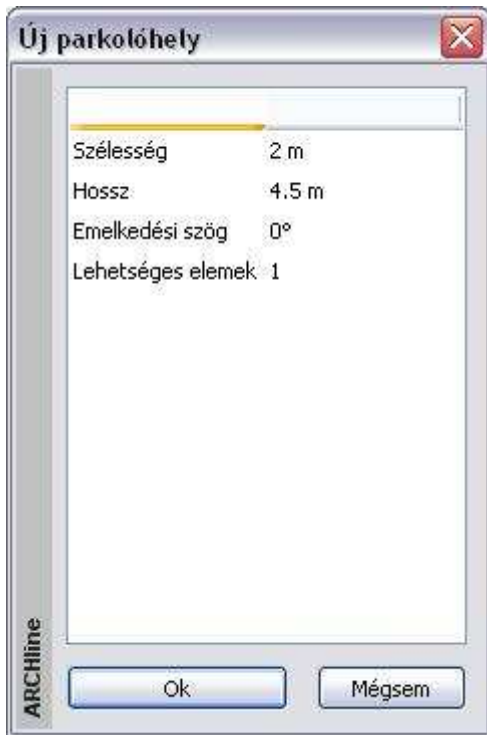 Új parkolóhely
Szélesség 2 m
Hossz 4.5 m
Emelkedési szög 0°
Lehetséges elemek 1
ARCHline
Ok Mégsem